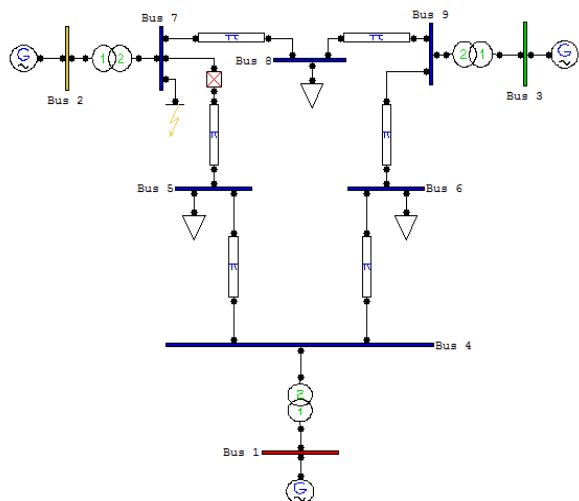 Bus 7
Bus 9
π
π
G
1 2
2 1
G
Bus 8
Bus 2
Bus 3
π
π
Bus 5
Bus 6
π
π
Bus 4
2
1
Bus 1
G